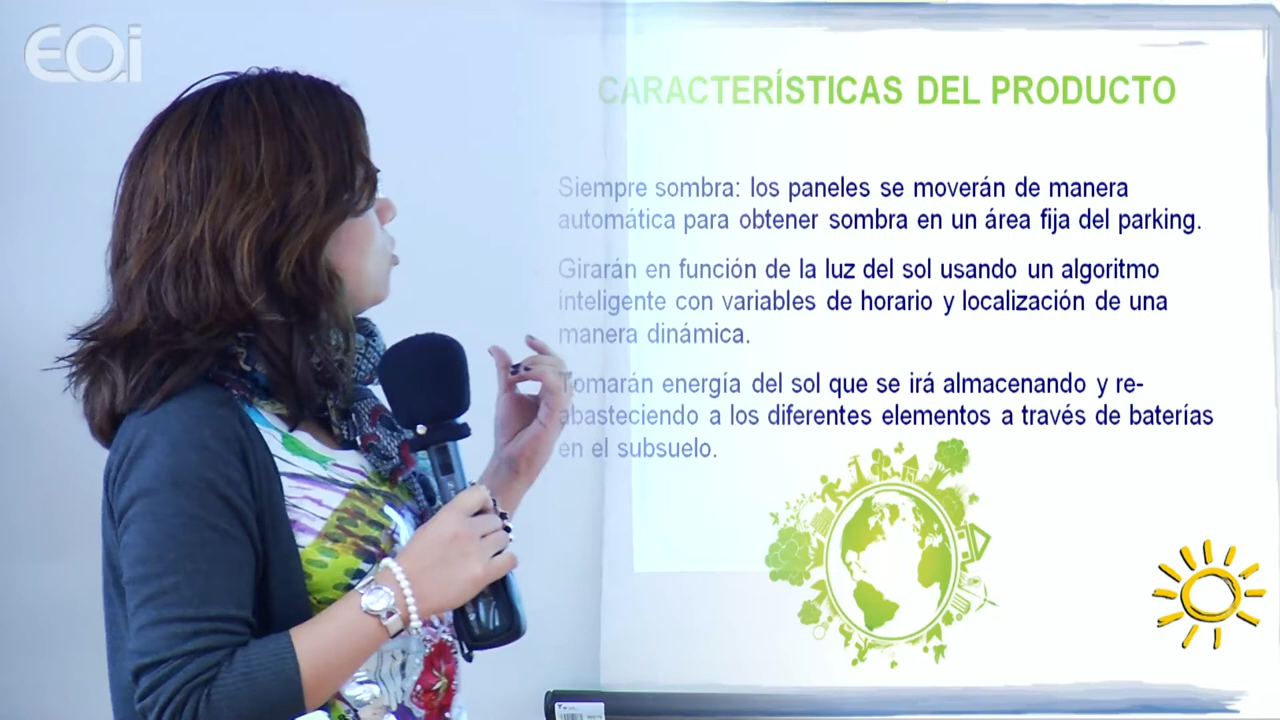 EOi
CARACTERÍSTICAS DEL PRODUCTO
Siempre sombra: los paneles se moverán de manera
automática para obtener sombra en un área fija del parking.
Girarán en función de la luz del sol usando un algoritmo
inteligente con variables de horario y localización de una
manera dinámica.
Tomarán energía del sol que se irá almacenando y re-
abasteciendo a los diferentes elementos a través de baterías
en el subsuelo.